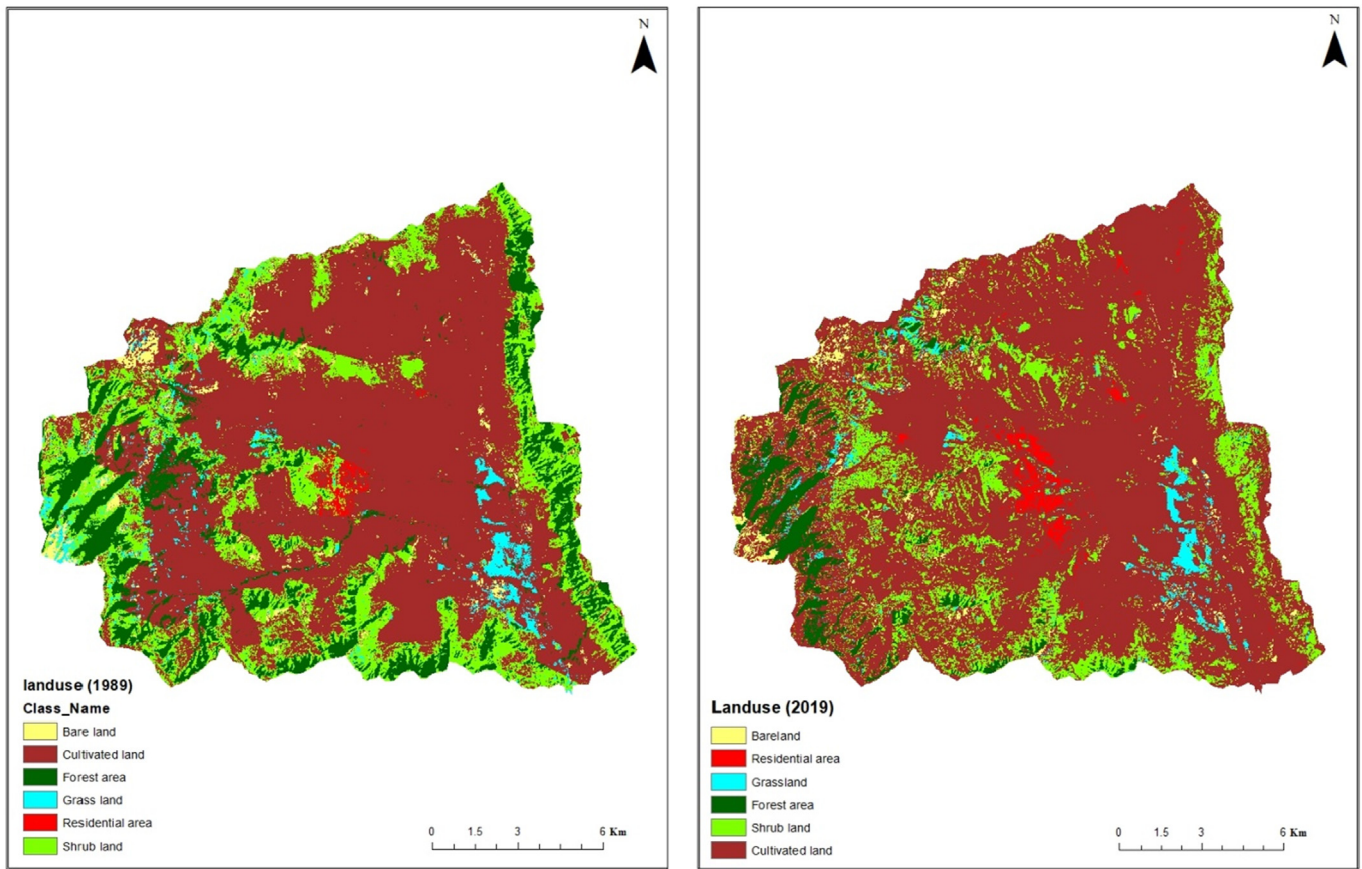 N
landuse (1989)
Class_Name
Bare land
Cultivated land
Forest area
Grass land
Residential area
Shrub land
0 1.5 3 6 Km
N
Landuse (2019)
Bareland
Residential area
Grassland
Forest area
Shrub land
Cultivated land
0 1.5 3 6 Km